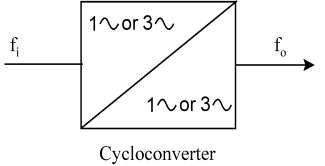 1∿or 3∿
fi
fo
1∿or 3∿
Cycloconverter